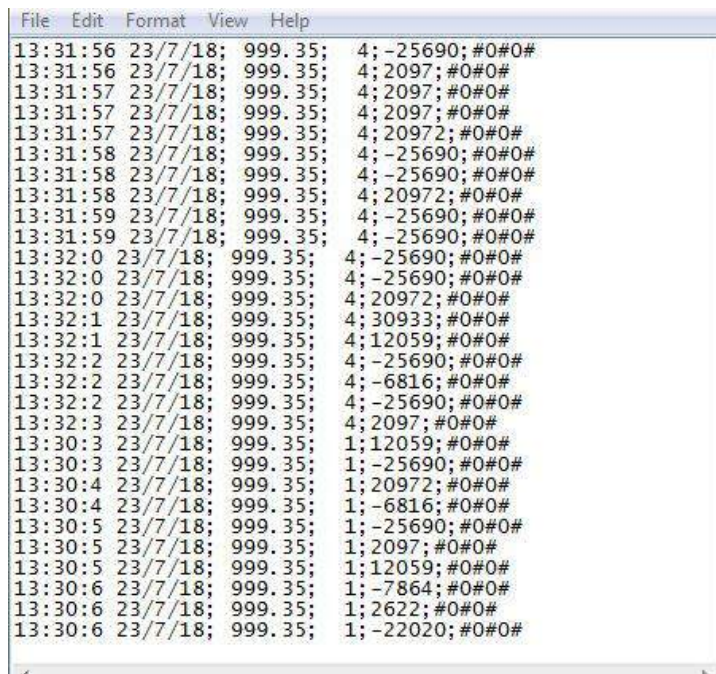 File Edit Format View Help
13:31:56 23/7/18; 999.35; 4;-25690;#0#0#
13:31:56 23/7/18; 999.35; 4;2097;#0#0#
13:31:57 23/7/18; 999.35; 4;2097;#0#0#
13:31:57 23/7/18; 999.35; 4;2097;#0#0#
13:31:57 23/7/18; 999.35; 4;20972;#0#0#
13:31:58 23/7/18; 999.35; 4;-25690;#0#0#
13:31:58 23/7/18; 999.35; 4;-25690;#0#0#
13:31:58 23/7/18; 999.35; 4;20972;#0#0#
13:31:59 23/7/18; 999.35; 4;-25690;#0#0#
13:31:59 23/7/18; 999.35; 4;-25690;#0#0#
13:32:0 23/7/18; 999.35; 4;-25690;#0#0#
13:32:0 23/7/18; 999.35; 4;-25690;#0#0#
13:32:0 23/7/18; 999.35; 4;20972;#0#0#
13:32:1 23/7/18; 999.35; 4;30933;#0#0#
13:32:1 23/7/18; 999.35; 4;12059;#0#0#
13:32:2 23/7/18; 999.35; 4;-25690;#0#0#
13:32:2 23/7/18; 999.35; 4;-6816;#0#0#
13:32:2 23/7/18; 999.35; 4;-25690;#0#0#
13:32:3 23/7/18; 999.35; 4;2097;#0#0#
13:30:3 23/7/18; 999.35; 1;12059;#0#0#
13:30:3 23/7/18; 999.35; 1;-25690;#0#0#
13:30:4 23/7/18; 999.35; 1;20972;#0#0#
13:30:4 23/7/18; 999.35; 1;-6816;#0#0#
13:30:5 23/7/18; 999.35; 1;-25690;#0#0#
13:30:5 23/7/18; 999.35; 1;2097;#0#0#
13:30:5 23/7/18; 999.35; 1;12059;#0#0#
13:30:6 23/7/18; 999.35; 1;-7864;#0#0#
13:30:6 23/7/18; 999.35; 1;2622;#0#0#
13:30:6 23/7/18; 999.35; 1;-22020;#0#0#